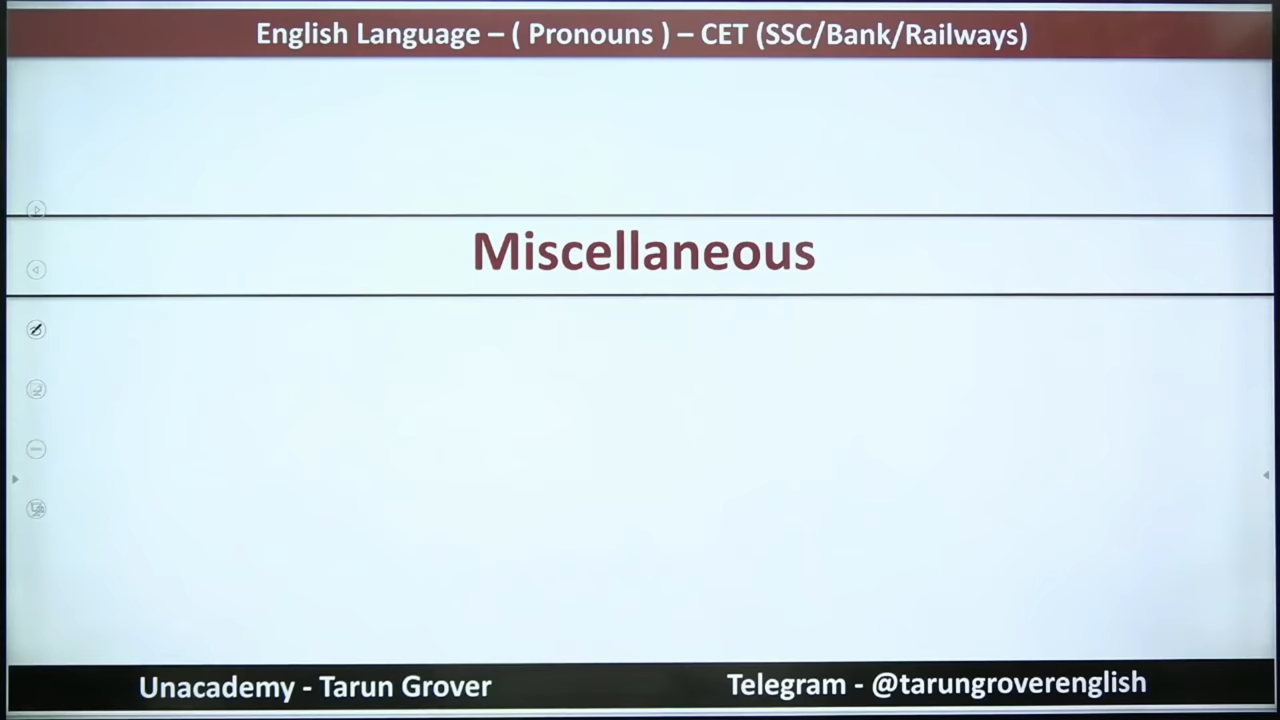 English Language – ( Pronouns ) – CET (SSC/Bank/Railways)
Miscellaneous
Unacademy - Tarun Grover
Telegram - @tarungroverenglish